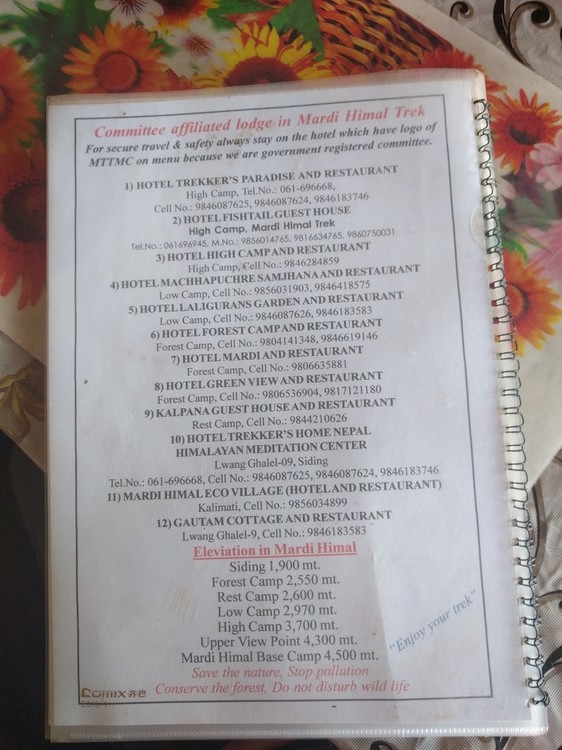 Committee affiliated lodge in Mardi Himal Trek
For secure travel & safety always stay on the hotel which have logo of
MTTMC on menu because we are government registered committee.
1) HOTEL TREKKER'S PARADISE AND RESTAURANT
High Camp, Tel.No.: 061-696668,
Cell No.: 9846087625, 9846087624, 9846183746
2) HOTEL FISHTAIL GUEST HOUSE
High Camp, Mardi Himal Trek
Tel.No.: 061696945, M.No.: 9856014765, 9816634765, 9860750031
3) HOTEL HIGH CAMP AND RESTAURANT
High Camp, Cell No.: 9846284859
4) HOTEL MACHHAPUCHRE SAMJHANA AND RESTAURANT
Low Camp, Cell No.: 9856031903, 9846418575
5) HOTEL LALIGURANS GARDEN AND RESTAURANT
Low Camp, Cell No.: 9846087626, 9846183583
6) HOTEL FOREST CAMP AND RESTAURANT
Forest Camp, Cell No.: 9804141348, 9846619146
7) HOTEL MARDI AND RESTAURANT
Forest Camp, Cell No.: 9806635881
8) HOTEL GREEN VIEW AND RESTAURANT
Forest Camp, Cell No.: 9806536904, 9817121180
9) KALPANA GUEST HOUSE AND RESTAURANT
Rest Camp, Cell No.: 9844210626
10) HOTEL TREKKER'S HOME NEPAL
HIMALAYAN MEDITATION CENTER
Lwang Ghalel-09, Siding
Tel.No.: 061-696668, Cell No.: 9846087625, 9846087624, 9846183746
11) MARDI HIMAL ECO VILLAGE (HOTEL AND RESTAURANT)
Kalimati, Cell No.: 9856034899
12) GAUTAM COTTAGE AND RESTAURANT
Lwang Ghalel-9, Cell No.: 9846183583
Eleviation in Mardi Himal
Siding 1,900 mt.
Forest Camp 2,550 mt.
Rest Camp 2,600 mt.
Low Camp 2,970 mt.
High Camp 3,700 mt.
Upper View Point 4,300 mt.
Mardi Himal Base Camp 4,500 mt.
"Enjoy your trek"
Save the nature, Stop pollution
Conserve the forest, Do not disturb wild life
COMIX 齐心